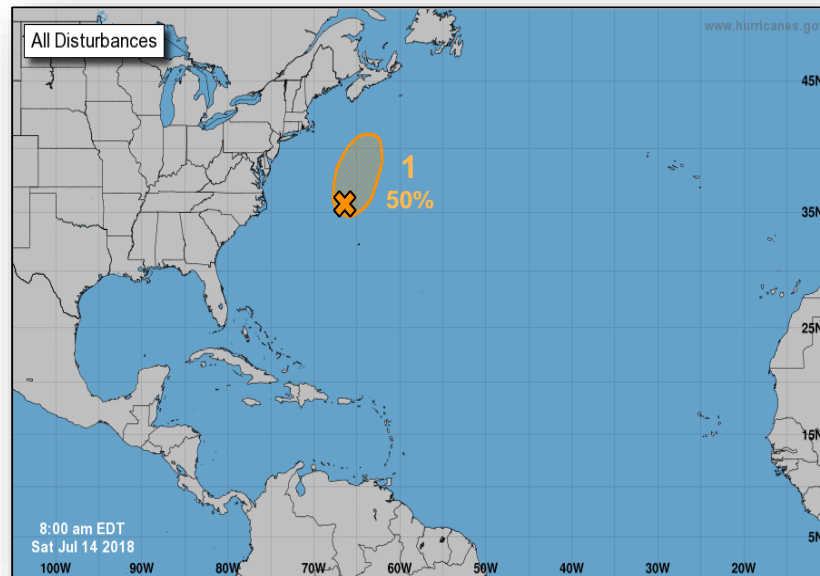 All Disturbances
www.hurricanes.gov
45N
1
50%
35N
25N
15N
8:00 am EDT
Sat Jul 14 2018
5N
100W 90W 80W 70W 60W 50W 40W 30W 20W